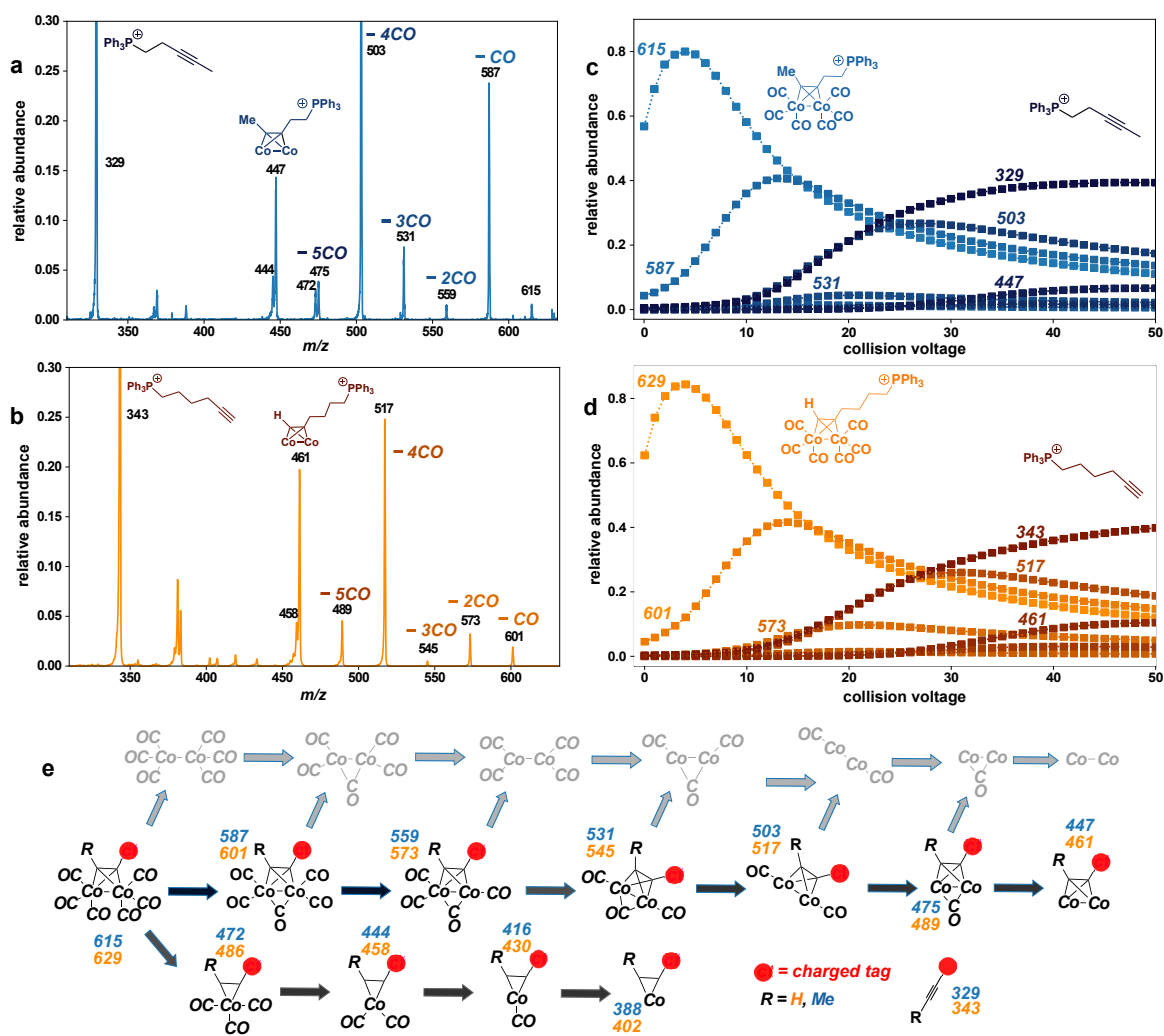 a
0.30
0.25
0.20
0.15
0.10
0.05
0.00
relative abundance
350
400
450
500
550
600
m/z
Ph3P
⊕
329
Me
⊕
PPh3
Co
Co
447
444
− 5CO
475
472
− 4CO
503
− 3CO
531
− 2CO
559
− CO
587
615
c
0.8
0.6
0.4
0.2
0.0
relative abundance
0
10
20
30
40
50
collision voltage
615
587
531
329
503
447
Me
⊕
PPh3
OC
CO
OC
Co
Co
CO
CO
CO
⊕
Ph3P
b
0.30
0.25
0.20
0.15
0.10
0.05
0.00
relative abundance
350
400
450
500
550
600
m/z
⊕
Ph3P
343
H
⊕
PPh3
Co
Co
461
458
− 5CO
489
517
− 4CO
− 3CO
545
− 2CO
573
− CO
601
d
0.8
0.6
0.4
0.2
0.0
relative abundance
0
10
20
30
40
50
collision voltage
629
601
573
343
517
461
H
⊕
PPh3
OC
CO
OC
Co
Co
CO
CO
CO
⊕
Ph3P
e
OC
CO
OC
Co
Co
CO
OC
CO
OC
CO
Co
Co
OC
CO
C
O
OC
CO
Co
Co
OC
CO
OC
CO
Co
Co
C
O
OC
Co
Co
CO
Co
Co
C
O
Co
Co
R
OC
CO
Co
Co
OC
CO
OC
CO
615
629
587
601
R
OC
CO
Co
Co
OC
CO
C
O
559
573
R
OC
Co
Co
CO
C
O
531
545
R
Co
Co
OC
C
O
CO
503
517
R
OC
Co
Co
CO
R
Co
Co
C
O
475
489
447
461
R
Co
Co
472
486
R
OC
Co
CO
CO
444
458
R
OC
Co
CO
416
430
R
Co
OC
R
Co
388
402
= charged tag
R = H, Me
R
329
343